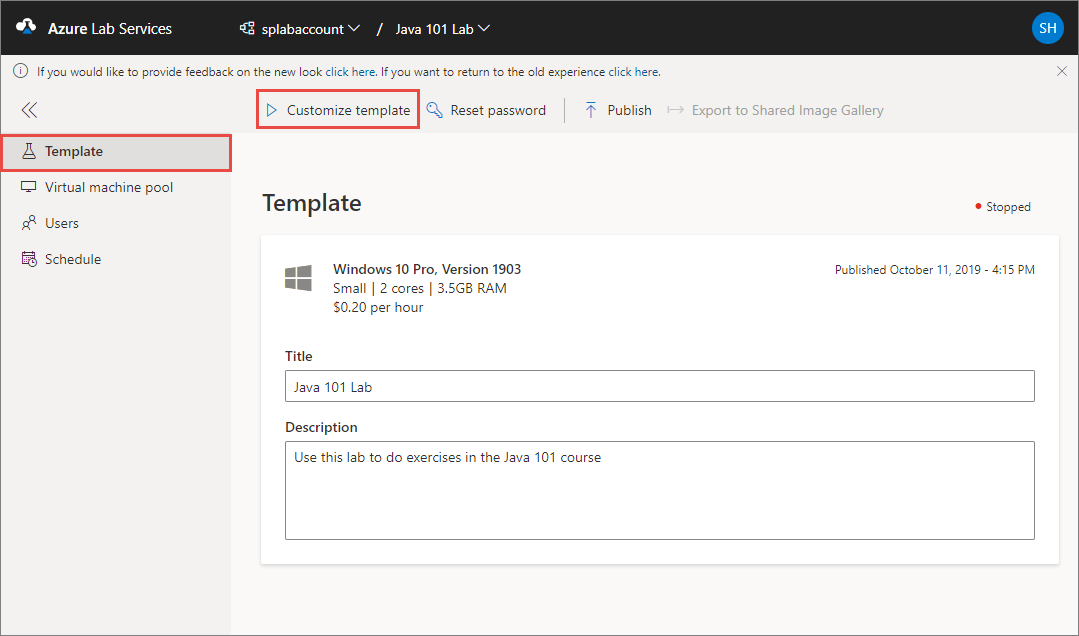 Azure Lab Services splabaccount / Java 101 Lab SH
If you would like to provide feedback on the new look click here. If you want to return to the old experience click here.
Customize template Reset password Publish Export to Shared Image Gallery
Template
Virtual machine pool
Users
Schedule
Template
Stopped
Windows 10 Pro, Version 1903
Published October 11, 2019 - 4:15 PM
Small | 2 cores | 3.5GB RAM
$0.20 per hour
Title
Java 101 Lab
Description
Use this lab to do exercises in the Java 101 course